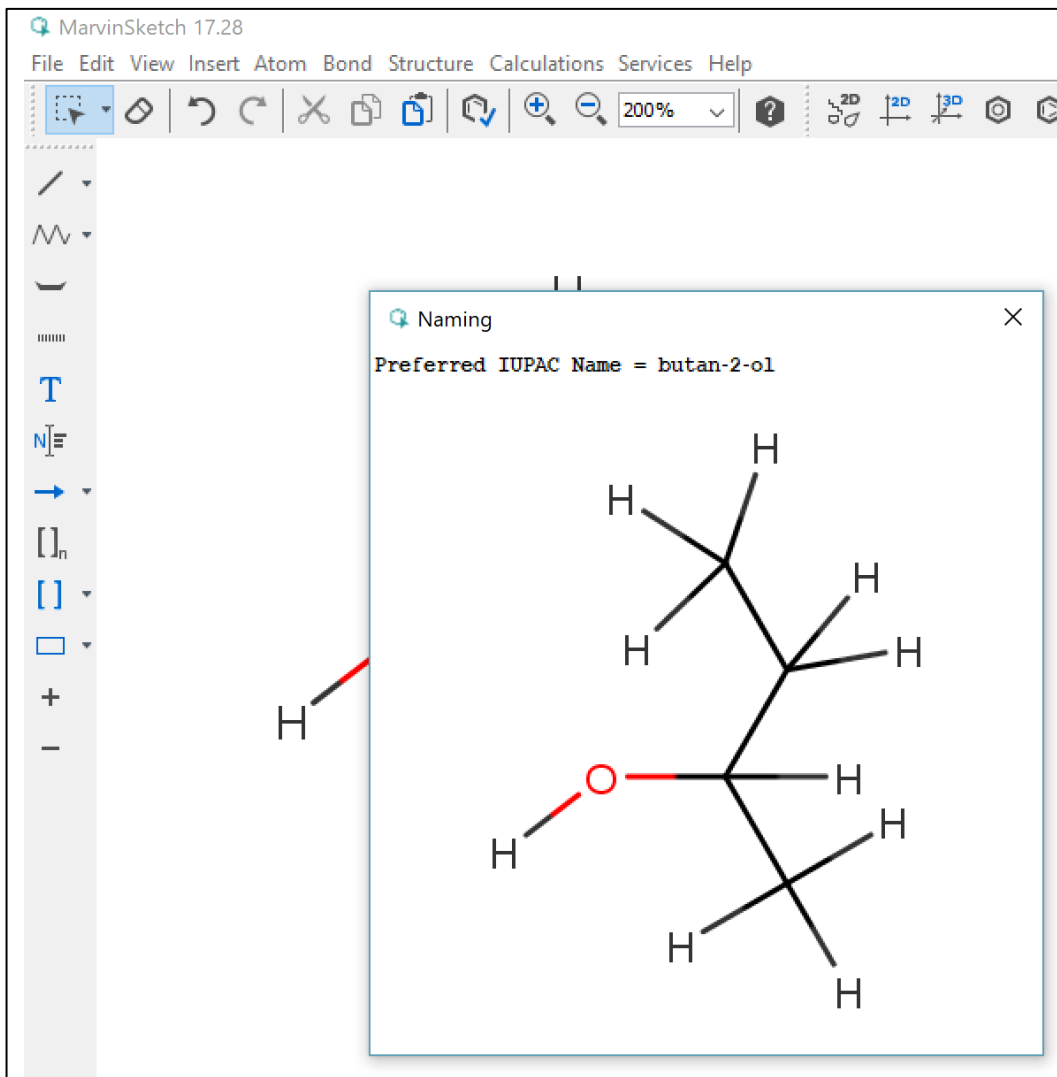 MarvinSketch 17.28
File Edit View Insert Atom Bond Structure Calculations Services Help
200%
?
2D
2D
3D
T
N
[ ]n
[ ]
+
−
H
Naming
Preferred IUPAC Name = butan-2-ol
H
H
H
H
H
O
H
H
H
H
H
H